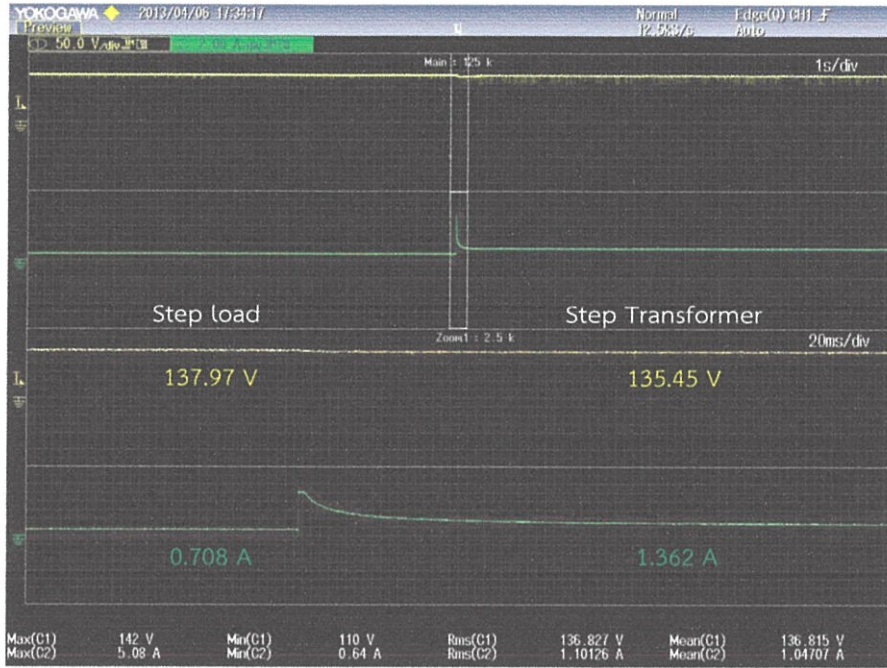 YOKOGAWA 2013/04/06 17:34:17 Normal Edge(0) CH1
Preview 12.5kS/s Auto
50.0 V/div
Main : 125 k 1s/div
Step load Step Transformer
Zoom1 : 2.5 k 20ms/div
137.97 V 135.45 V
0.708 A 1.362 A
Max(C1) 142 V Min(C1) 110 V Rms(C1) 136.827 V Mean(C1) 136.815 V
Max(C2) 5.08 A Min(C2) 0.64 A Rms(C2) 1.10126 A Mean(C2) 1.04707 A